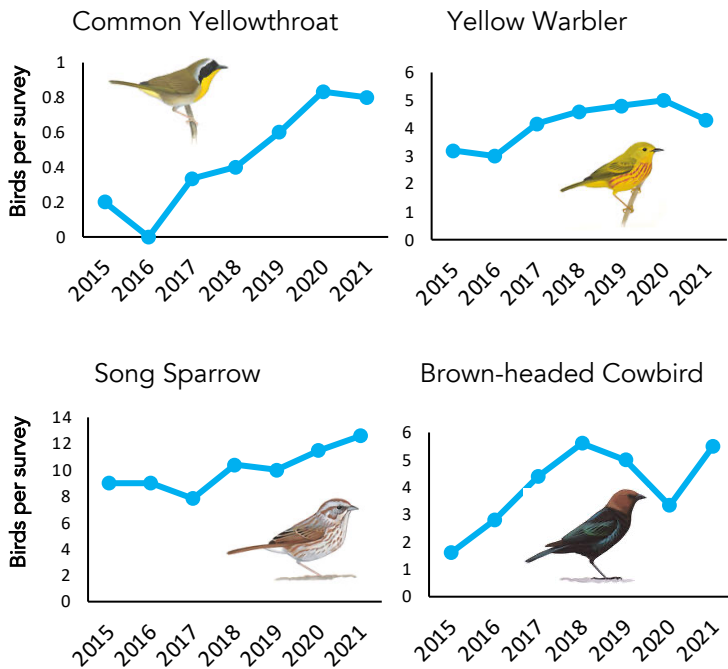 Common Yellowthroat
Birds per survey
1
0.8
0.6
0.4
0.2
0
2015 2016 2017 2018 2019 2020 2021
Yellow Warbler
6
5
4
3
2
1
0
2015 2016 2017 2018 2019 2020 2021
Song Sparrow
Birds per survey
14
12
10
8
6
4
2
0
2015 2016 2017 2018 2019 2020 2021
Brown-headed Cowbird
6
5
4
3
2
1
0
2015 2016 2017 2018 2019 2020 2021